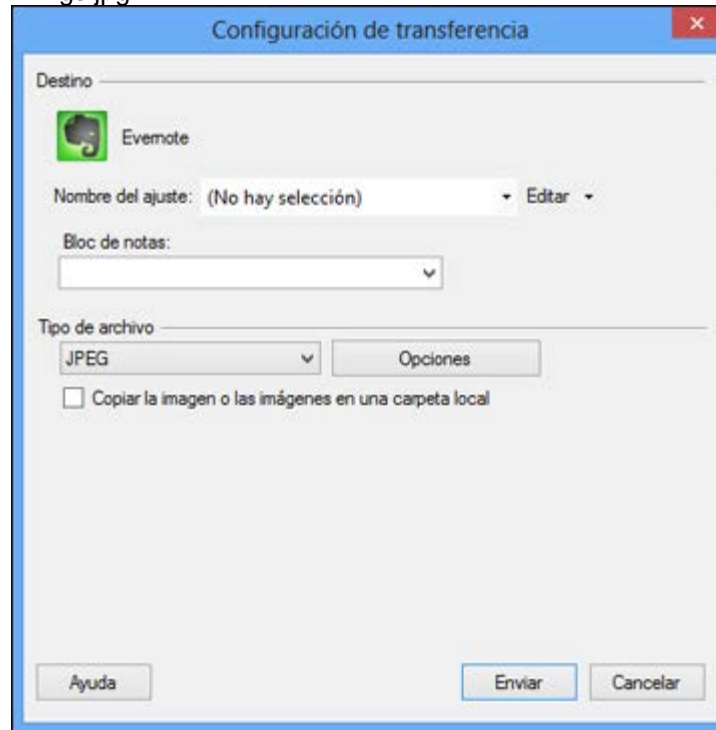 Configuración de transferencia
Destino
Evernote
Nombre del ajuste: (No hay selección) Editar
Bloc de notas:
Tipo de archivo
JPEG Opciones
Copiar la imagen o las imágenes en una carpeta local
Ayuda Enviar Cancelar